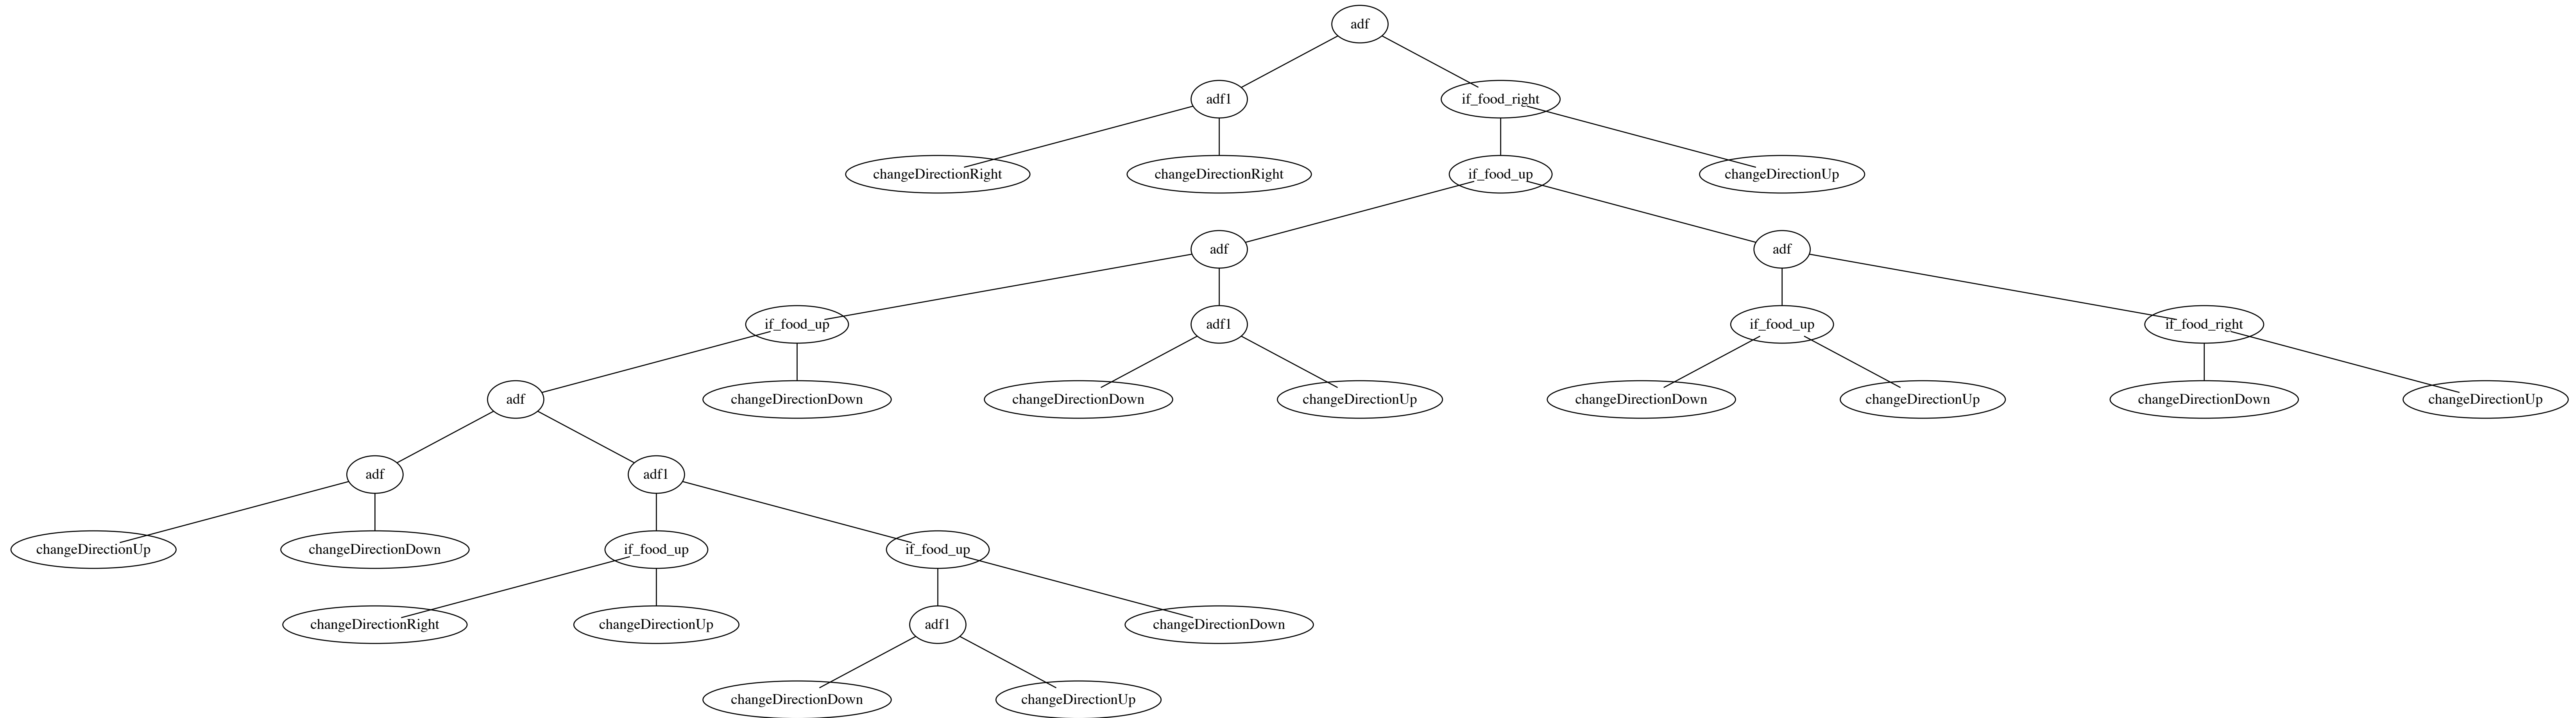 adf
adf1
if_food_right
changeDirectionRight
changeDirectionRight
if_food_up
changeDirectionUp
adf
adf
if_food_up
adf1
if_food_up
if_food_right
adf
changeDirectionDown
changeDirectionDown
changeDirectionUp
changeDirectionDown
changeDirectionUp
changeDirectionDown
changeDirectionUp
adf
adf1
changeDirectionUp
changeDirectionDown
if_food_up
if_food_up
changeDirectionRight
changeDirectionUp
adf1
changeDirectionDown
changeDirectionDown
changeDirectionUp